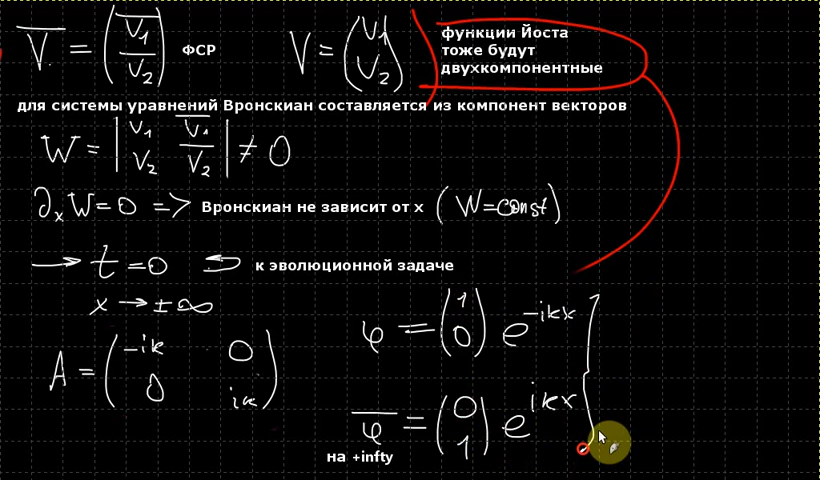 V̅ = (V̅₁ V̅₂) ФСР V = (V₁ V₂)
функции Йоста
тоже будут
двухкомпонентные
для системы уравнений Вронскиан составляется из компонент векторов
W = | V₁ V̅₁ V₂ V̅₂ | ≠ 0
∂ₓW = 0 => Вронскиан не зависит от x (W = const)
→ t = 0 к эволюционной задаче
x → ±∞
φ = (1 0) e^{-ikx}
A = (-ik 0 0 ik)
φ̅ = (0 1) e^{ikx}
на +infty